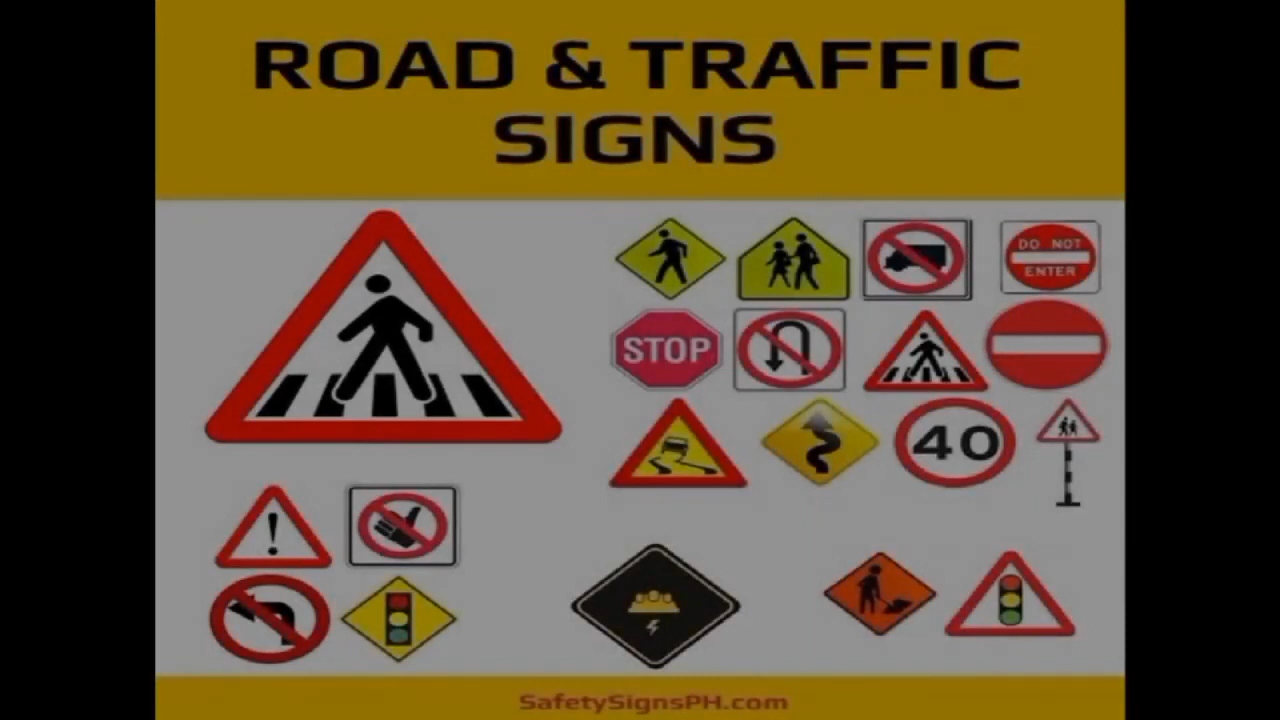 ROAD & TRAFFIC
SIGNS
DO NOT
ENTER
STOP
40
!
SafetySignsPH.com